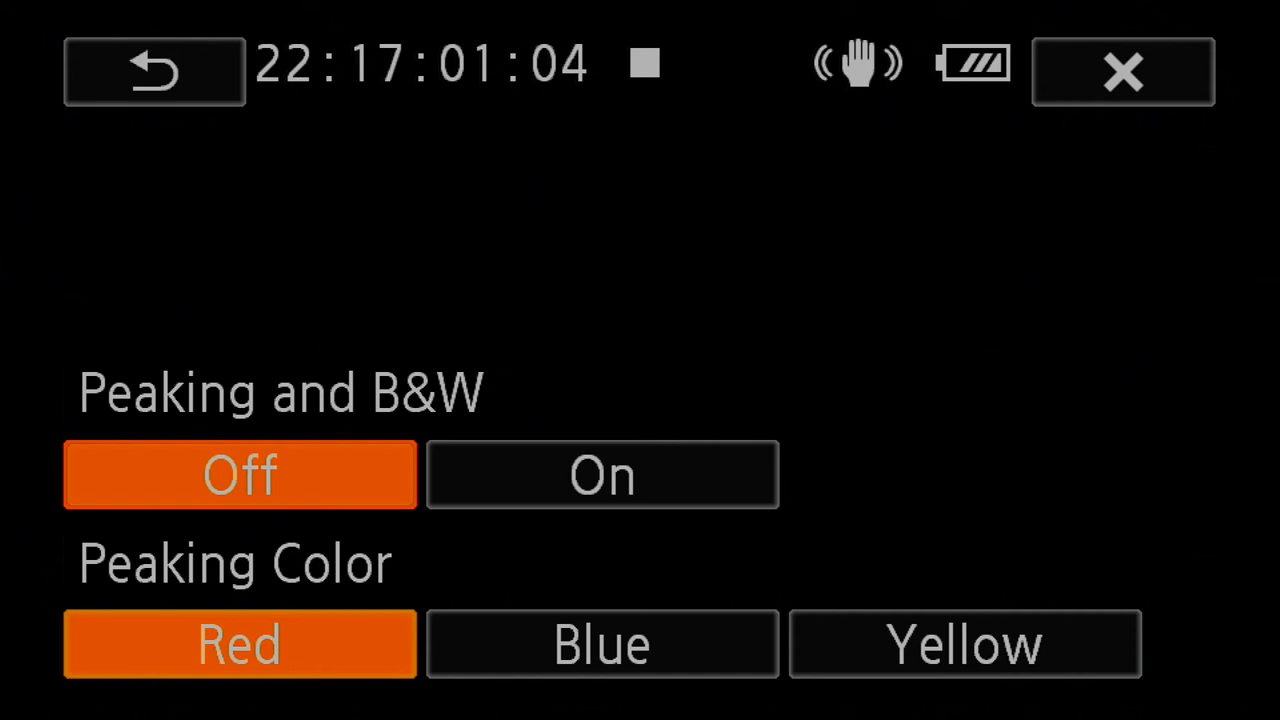 22:17:01:04
Peaking and B&W
Off On
Peaking Color
Red Blue Yellow